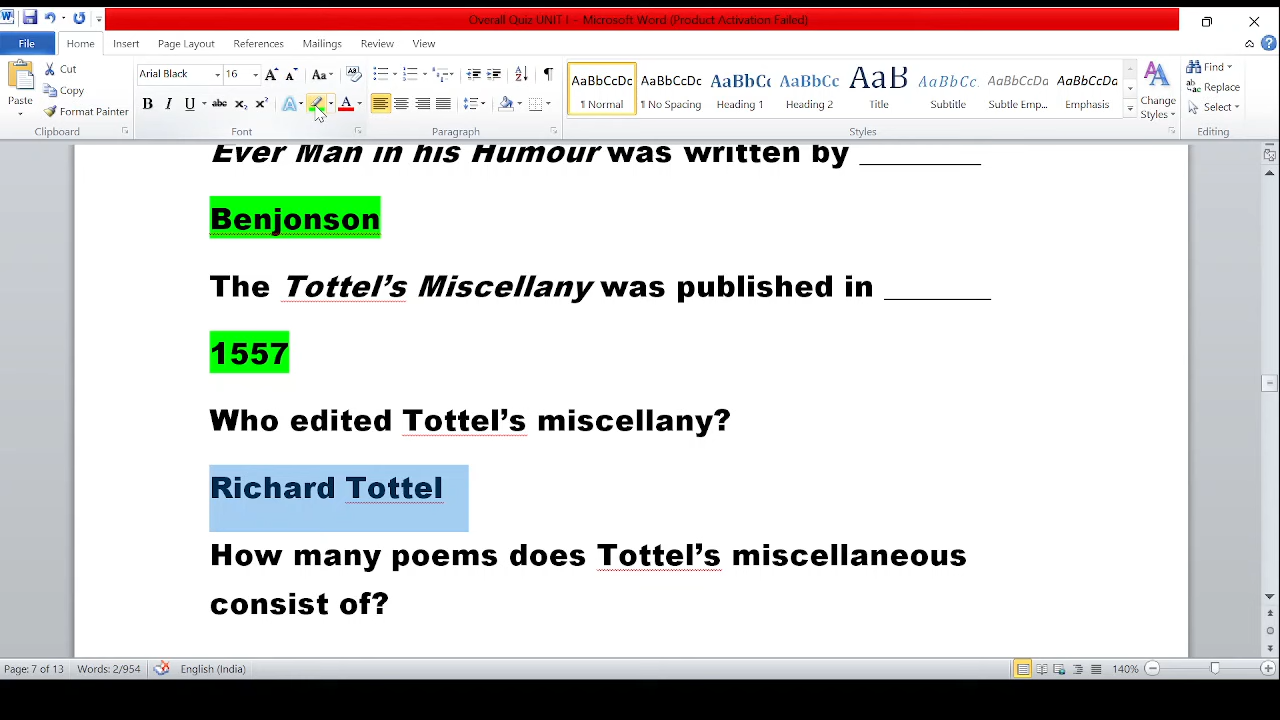 Overall Quiz UNIT I - Microsoft Word (Product Activation Failed)
File Home Insert Page Layout References Mailings Review View
Cut
Copy
Format Painter
Paste
Clipboard
Arial Black 16
Font
Paragraph
AaBbCcDc AaBbCcDc AaBbCc AaBbCc AaB AaBbCc. AaBbCcDc AaBbCcDc
¶ Normal ¶ No Spacing Heading 1 Heading 2 Title Subtitle Subtle Em... Emphasis
Change
Styles
Styles
Find
Replace
Select
Editing
Ever Man in his Humour was written by ________
Benjonson
The Tottel’s Miscellany was published in _______
1557
Who edited Tottel’s miscellany?
Richard Tottel
How many poems does Tottel’s miscellaneous
consist of?
Page: 7 of 13 Words: 2/954 English (India) 140%